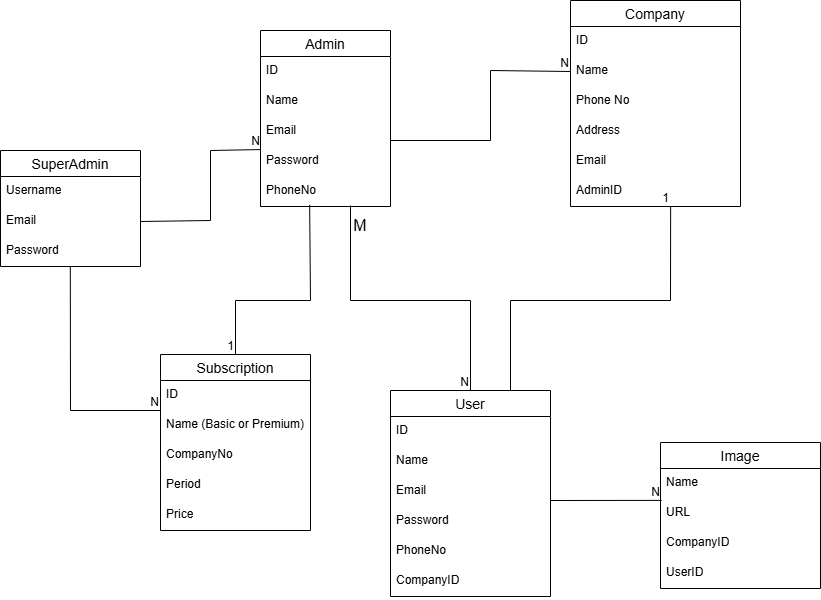 Company
ID
Name
Phone No
Address
Email
AdminID
N
1
Admin
ID
Name
Email
Password
PhoneNo
N
M
SuperAdmin
Username
Email
Password
1
Subscription
ID
Name (Basic or Premium)
CompanyNo
Period
Price
N
N
User
ID
Name
Email
Password
PhoneNo
CompanyID
N
Image
Name
URL
CompanyID
UserID